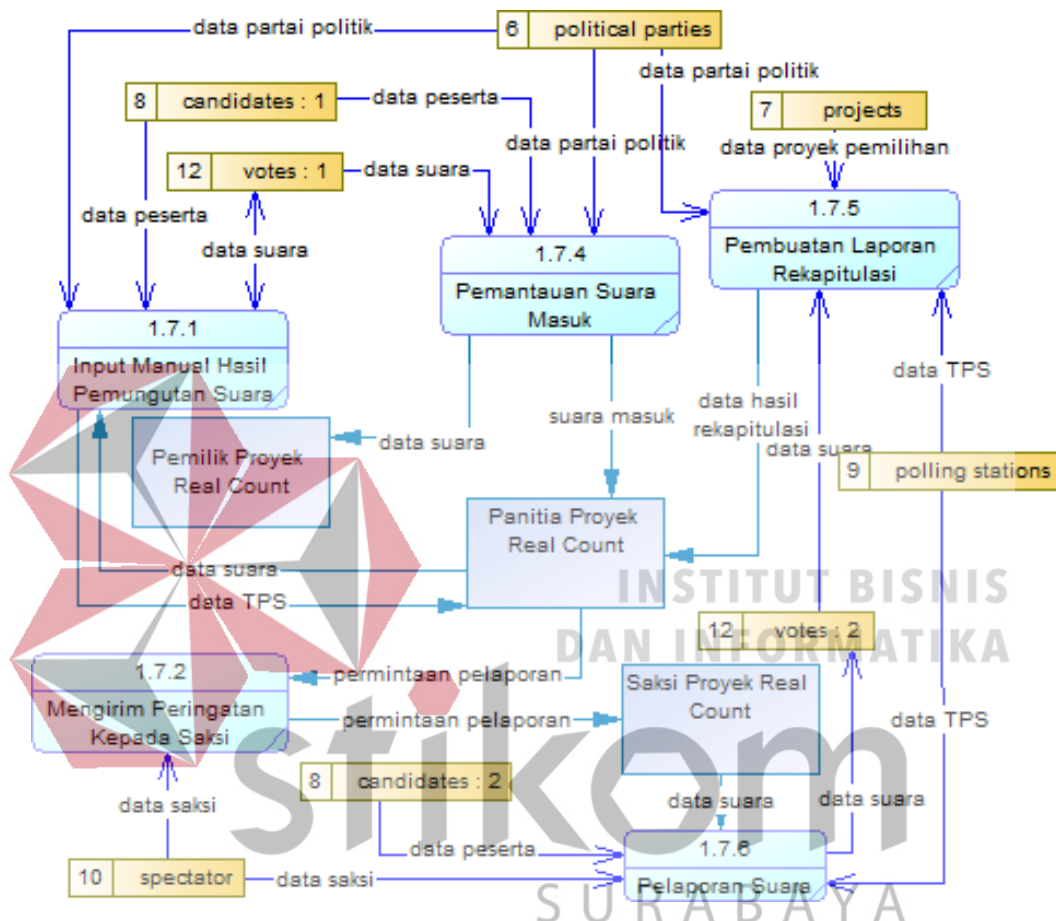 data partai politik
6 political parties
data partai politik
8 candidates : 1
data peserta
7 projects
data partai politik
data proyek pemilihan
12 votes : 1
data suara
data peserta
data suara
1.7.4
Pemantauan Suara
Masuk
1.7.5
Pembuatan Laporan
Rekapitulasi
1.7.1
Input Manual Hasil
Pemungutan Suara
data TPS
suara masuk
data hasil
rekapitulasi
data suara
data suara
Pemilik Proyek
Real Count
9 polling stations
Panitia Proyek
Real Count
data suara
data TPS
INSTITUT BISNIS
DAN INFORMATIKA
12 votes : 2
1.7.2
Mengirim Peringatan
Kepada Saksi
permintaan pelaporan
permintaan pelaporan
Saksi Proyek Real
Count
data TPS
stikom
8 candidates : 2
data saksi
data suara
data suara
data peserta
1.7.6
Pelaporan Suara
10 spectator
data saksi
SURABAYA